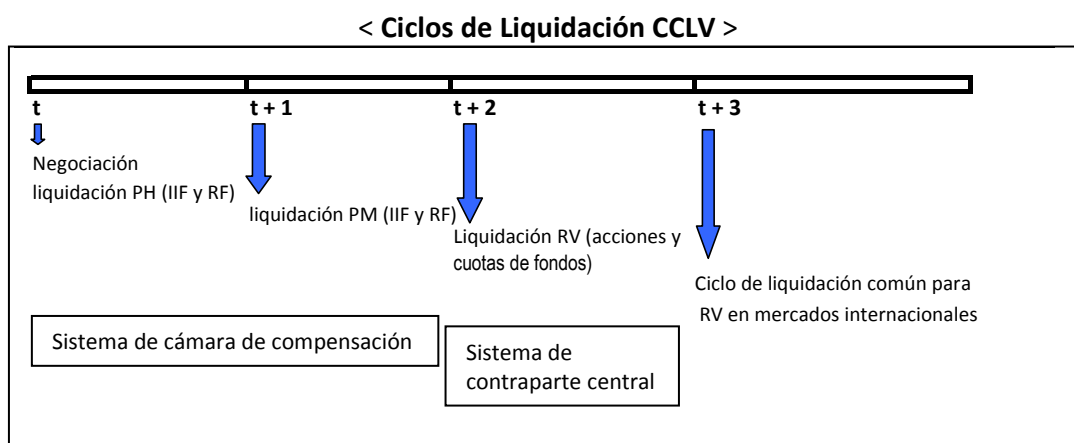 < Ciclos de Liquidación CCLV >
t
t + 1
t + 2
t + 3
Negociación
liquidación PH (IIF y RF)
liquidación PM (IIF y RF)
Liquidación RV (acciones y
cuotas de fondos)
Ciclo de liquidación común para
RV en mercados internacionales
Sistema de cámara de compensación
Sistema de
contraparte central